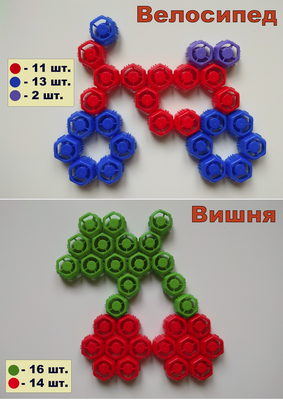 Велосипед
- 11 шт.
- 13 шт.
- 2 шт.
Вишня
- 16 шт.
- 14 шт.